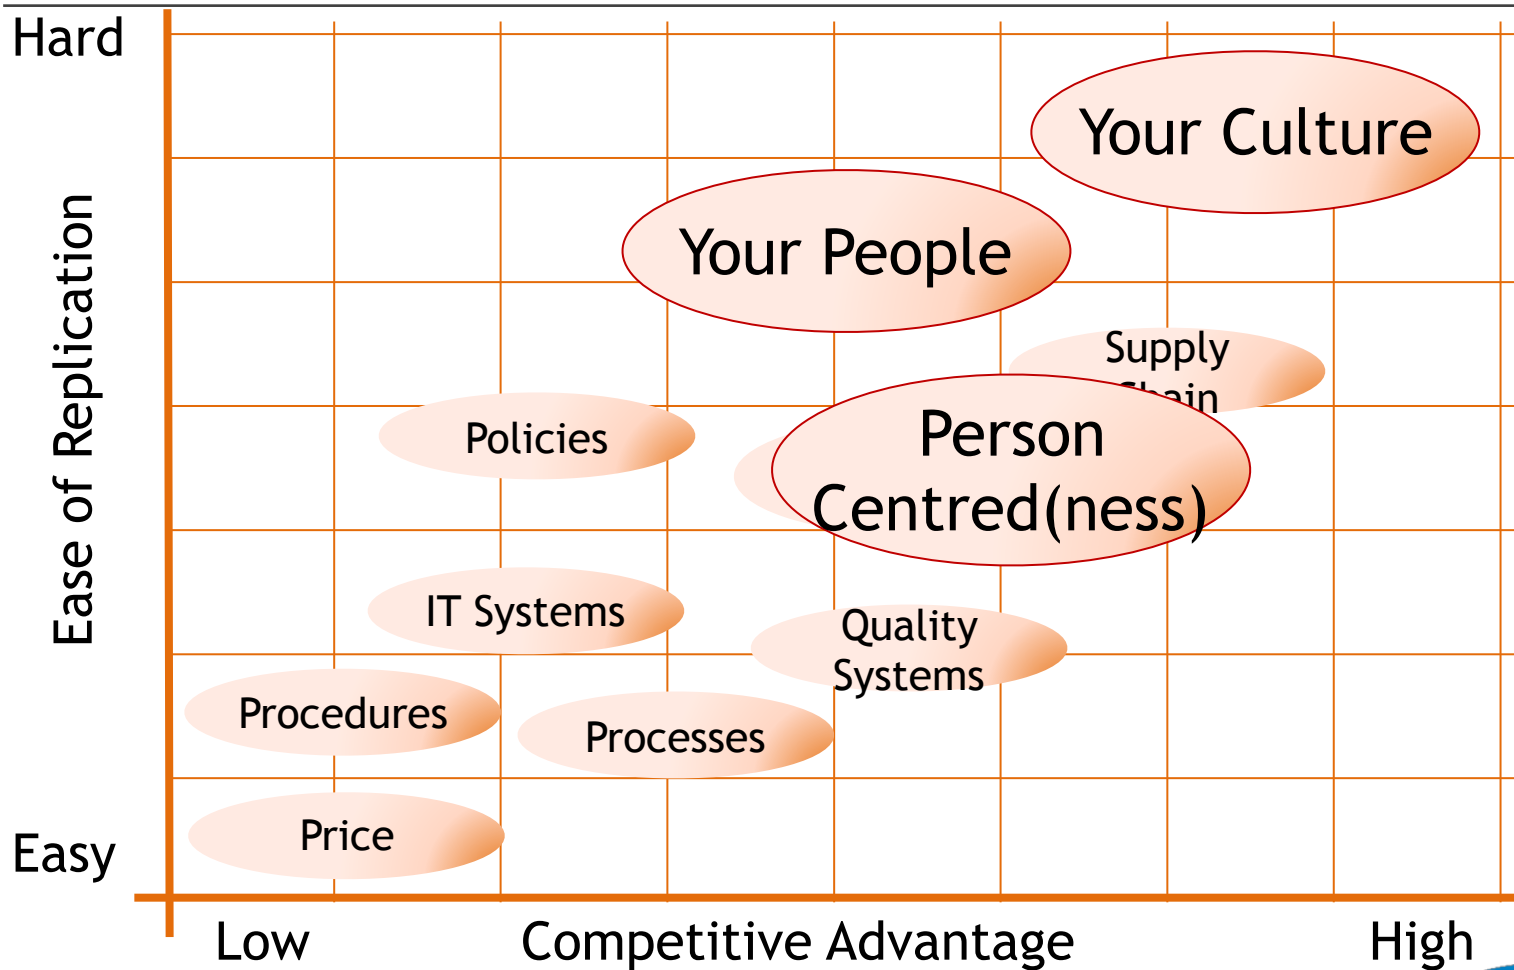 Hard
Your Culture
Your People
Ease of Replication
Supply
Chain
Policies
Person
Centred(ness)
IT Systems
Quality
Systems
Procedures
Processes
Price
Easy
Low
Competitive Advantage
High